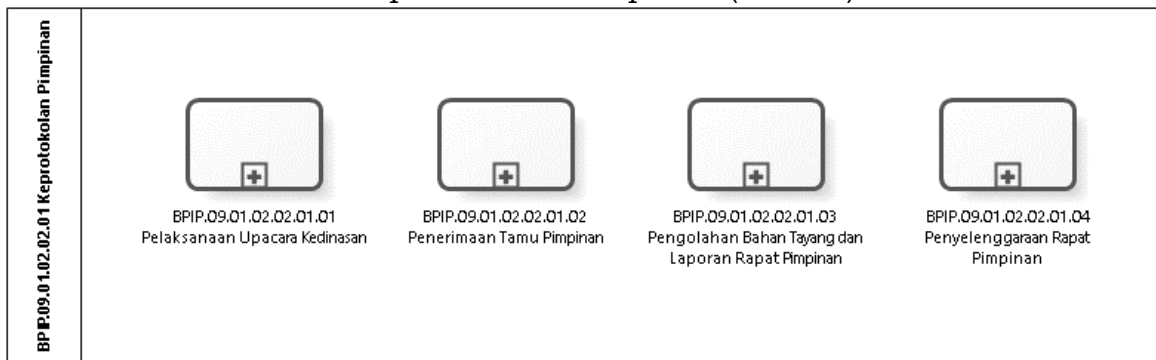 BPIP.09.01.02.02.01 Keprotokolan Pimpinan
BPIP.09.01.02.02.01.01
Pelaksanaan Upacara Kedinasan
BPIP.09.01.02.02.01.02
Penerimaan Tamu Pimpinan
BPIP.09.01.02.02.01.03
Pengolahan Bahan Tayang dan
Laporan Rapat Pimpinan
BPIP.09.01.02.02.01.04
Penyelenggaraan Rapat
Pimpinan